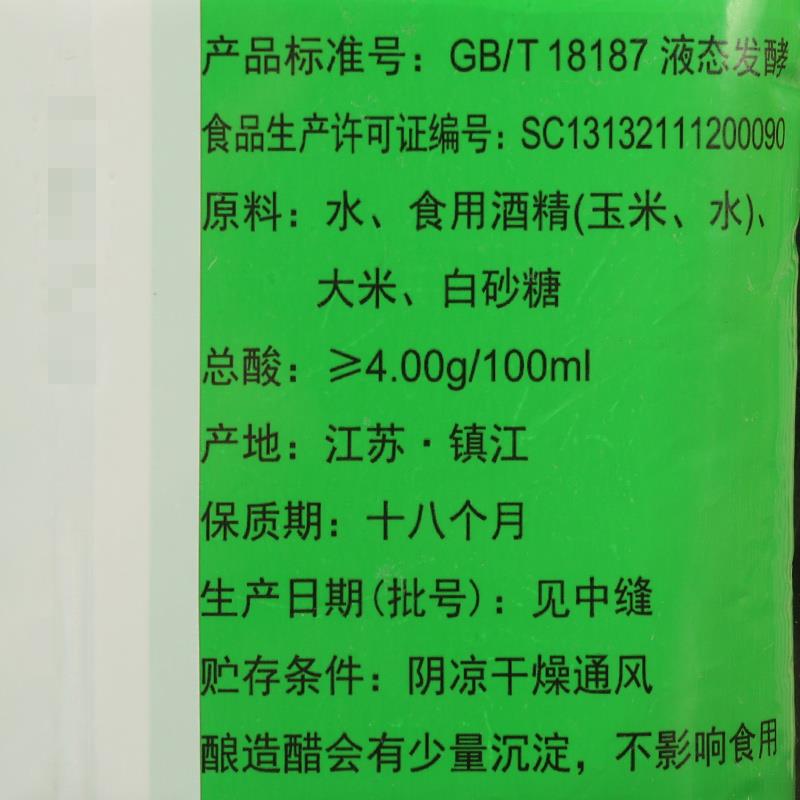 产品标准号：GB/T 18187 液态发酵
食品生产许可证编号：SC13132111200090
原料：水、食用酒精(玉米、水)、
大米、白砂糖
总酸：≥4.00g/100ml
产地：江苏·镇江
保质期：十八个月
生产日期(批号)：见中缝
贮存条件：阴凉干燥通风
酿造醋会有少量沉淀，不影响食用